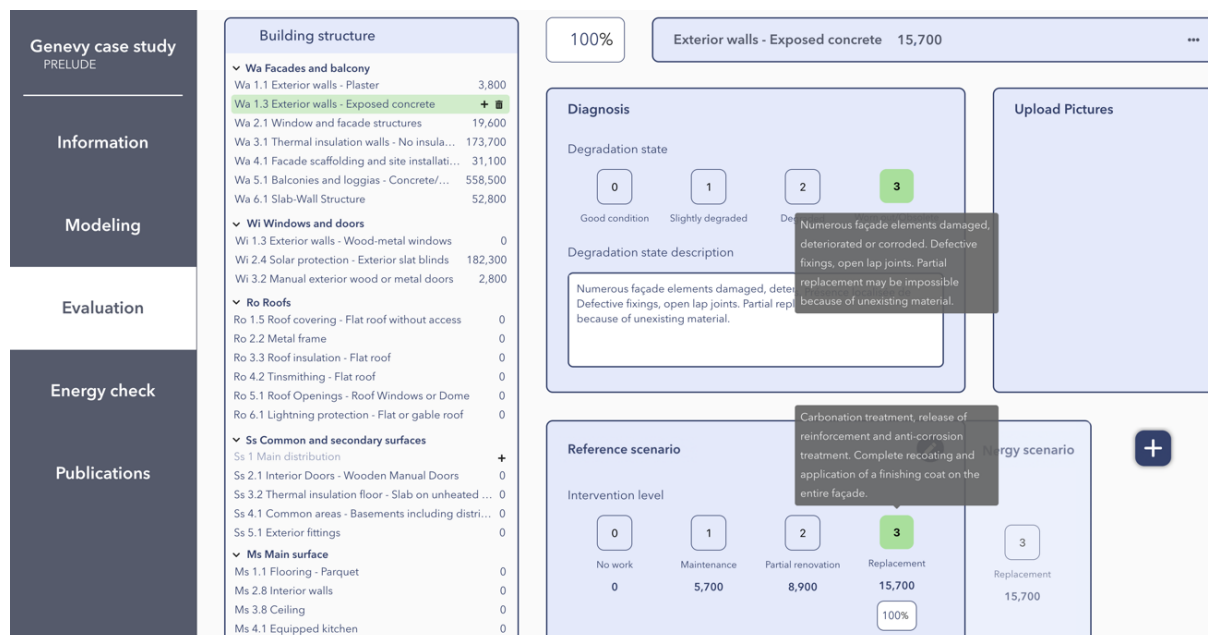 Genevy case study
PRELUDE
Information
Modeling
Evaluation
Energy check
Publications
Building structure
Wa Facades and balcony
Wa 1.1 Exterior walls - Plaster 3,800
Wa 1.3 Exterior walls - Exposed concrete +
Wa 2.1 Window and facade structures 19,600
Wa 3.1 Thermal insulation walls - No insula... 173,700
Wa 4.1 Facade scaffolding and site installati... 31,100
Wa 5.1 Balconies and loggias - Concrete/... 558,500
Wa 6.1 Slab-Wall Structure 52,800
Wi Windows and doors
Wi 1.3 Exterior walls - Wood-metal windows 0
Wi 2.4 Solar protection - Exterior slat blinds 182,300
Wi 3.2 Manual exterior wood or metal doors 2,800
Ro Roofs
Ro 1.5 Roof covering - Flat roof without access 0
Ro 2.2 Metal frame 0
Ro 3.3 Roof insulation - Flat roof 0
Ro 4.2 Tinsmithing - Flat roof 0
Ro 5.1 Roof Openings - Roof Windows or Dome 0
Ro 6.1 Lightning protection - Flat or gable roof 0
Ss Common and secondary surfaces
Ss 1 Main distribution +
Ss 2.1 Interior Doors - Wooden Manual Doors 0
Ss 3.2 Thermal insulation floor - Slab on unheated ... 0
Ss 4.1 Common areas - Basements including distri... 0
Ss 5.1 Exterior fittings 0
Ms Main surface
Ms 1.1 Flooring - Parquet 0
Ms 2.8 Interior walls 0
Ms 3.8 Ceiling 0
Ms 4.1 Equipped kitchen 0
100%
Exterior walls - Exposed concrete 15,700 ...
Diagnosis
Degradation state
0 1 2 3
Good condition Slightly degraded
Numerous façade elements damaged,
deteriorated or corroded. Defective
fixings, open lap joints. Partial
replacement may be impossible
because of unexisting material.
Degradation state description
Numerous façade elements damaged,
Defective fixings, open lap joints. Partial
because of unexisting material.
Upload Pictures
Reference scenario
Carbonation treatment, release of
reinforcement and anti-corrosion
treatment. Complete recoating and
application of a finishing coat on the
entire façade.
Intervention level
0 1 2 3
No work Maintenance Partial renovation Replacement
0 5,700 8,900 15,700
100%
scenario
3
Replacement
15,700
+